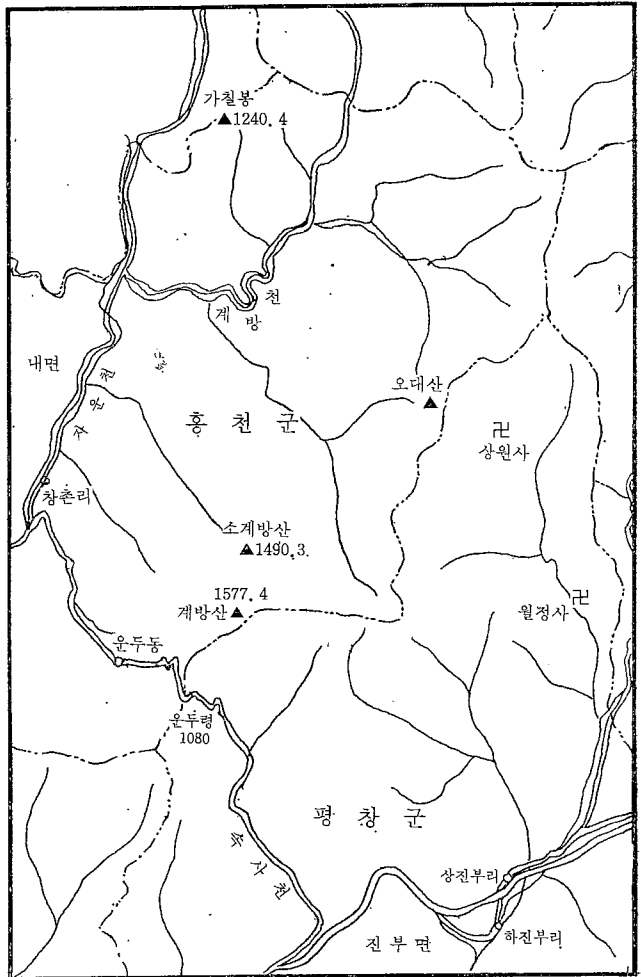 가칠봉
▲1240.4
계방천
내면
자운천
오대산
홍천군
卍
상원사
창촌리
소계방산
▲1490.3
1577.4
계방산
卍
월정사
운두동
운두령
1080
평창군
속사천
상진부리
진부면
하진부리